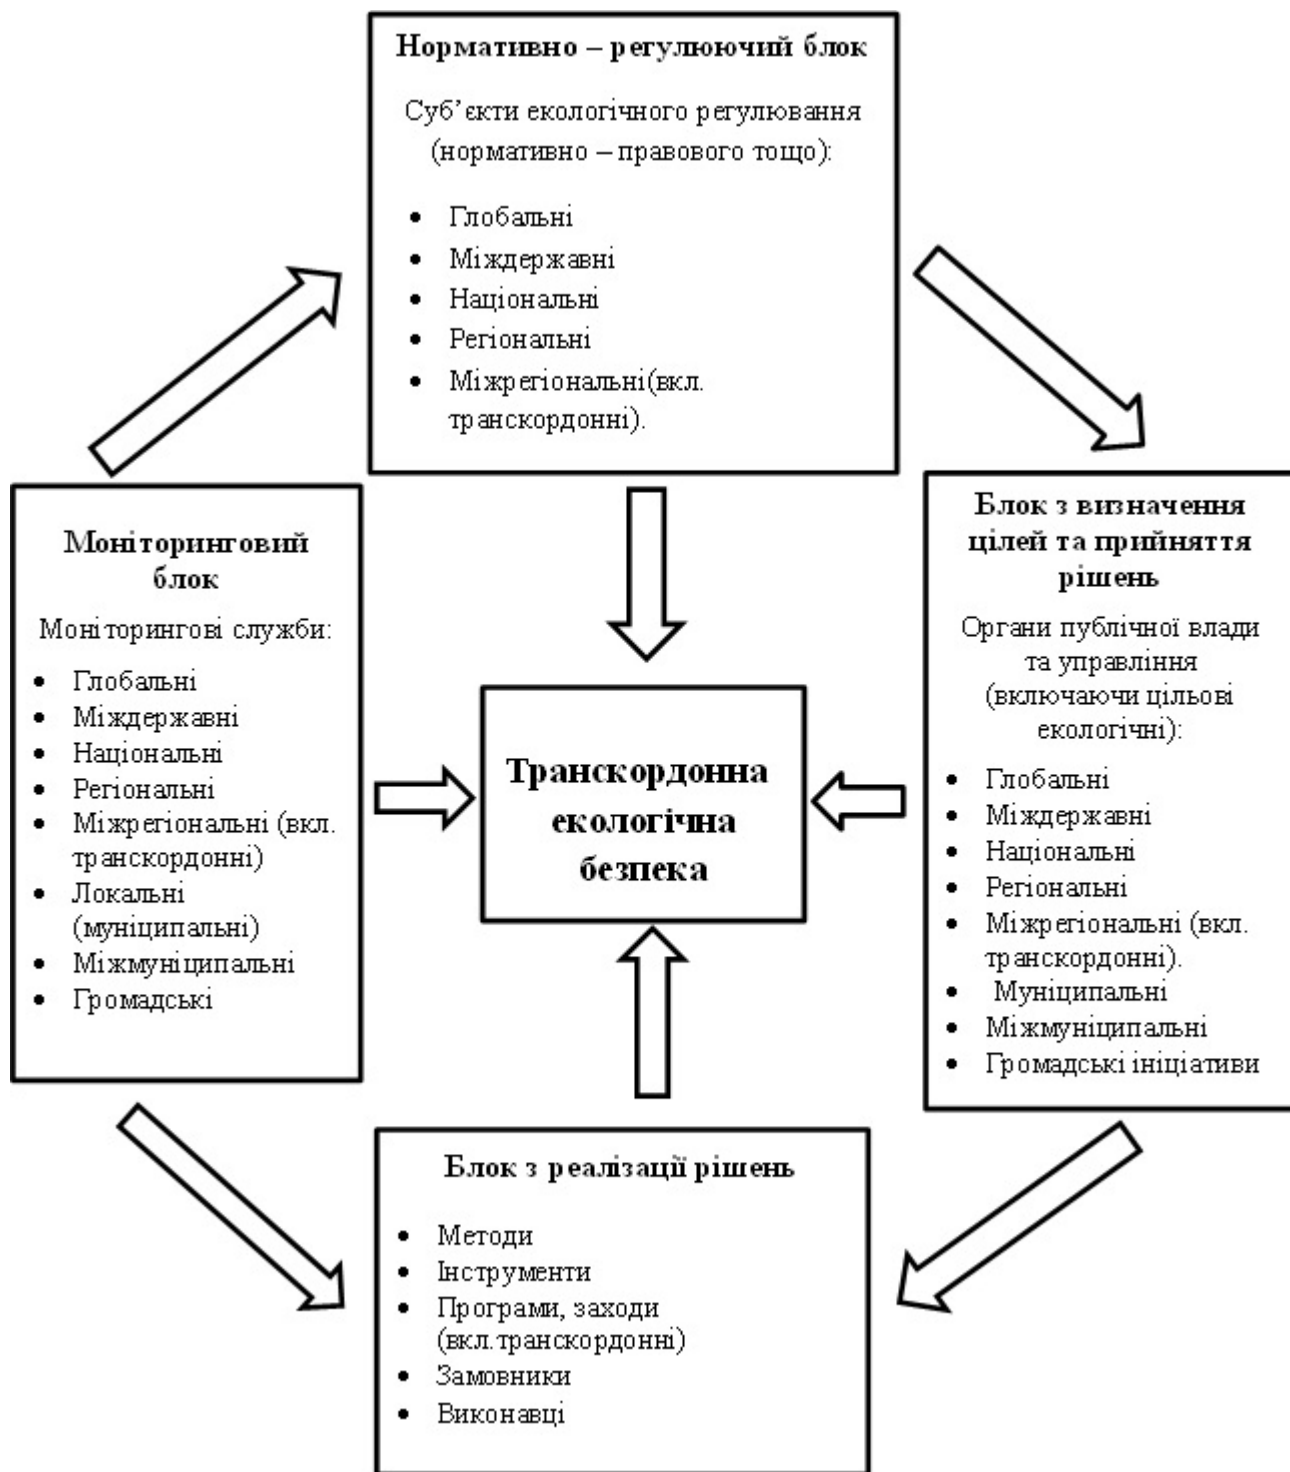 Нормативно – регулюючий блок
Суб’єкти екологічного регулювання
(нормативно – правового тощо):
• Глобальні
• Міждержавні
• Національні
• Регіональні
• Міжрегіональні(вкл.
транскордонні).
Моніторинговий
блок
Моніторингові служби:
• Глобальні
• Міждержавні
• Національні
• Регіональні
• Міжрегіональні (вкл.
транскордонні)
• Локальні
(муніципальні)
• Міжмуніципальні
• Громадські
Транскордонна
екологічна
безпека
Блок з визначення
цілей та прийняття
рішень
Органи публічної влади
та управління
(включаючи цільові
екологічні):
• Глобальні
• Міждержавні
• Національні
• Регіональні
• Міжрегіональні (вкл.
транскордонні).
• Муніципальні
• Міжмуніципальні
• Громадські ініціативи
Блок з реалізації рішень
• Методи
• Інструменти
• Програми, заходи
(вкл.транскордонні)
• Замовники
• Виконавці